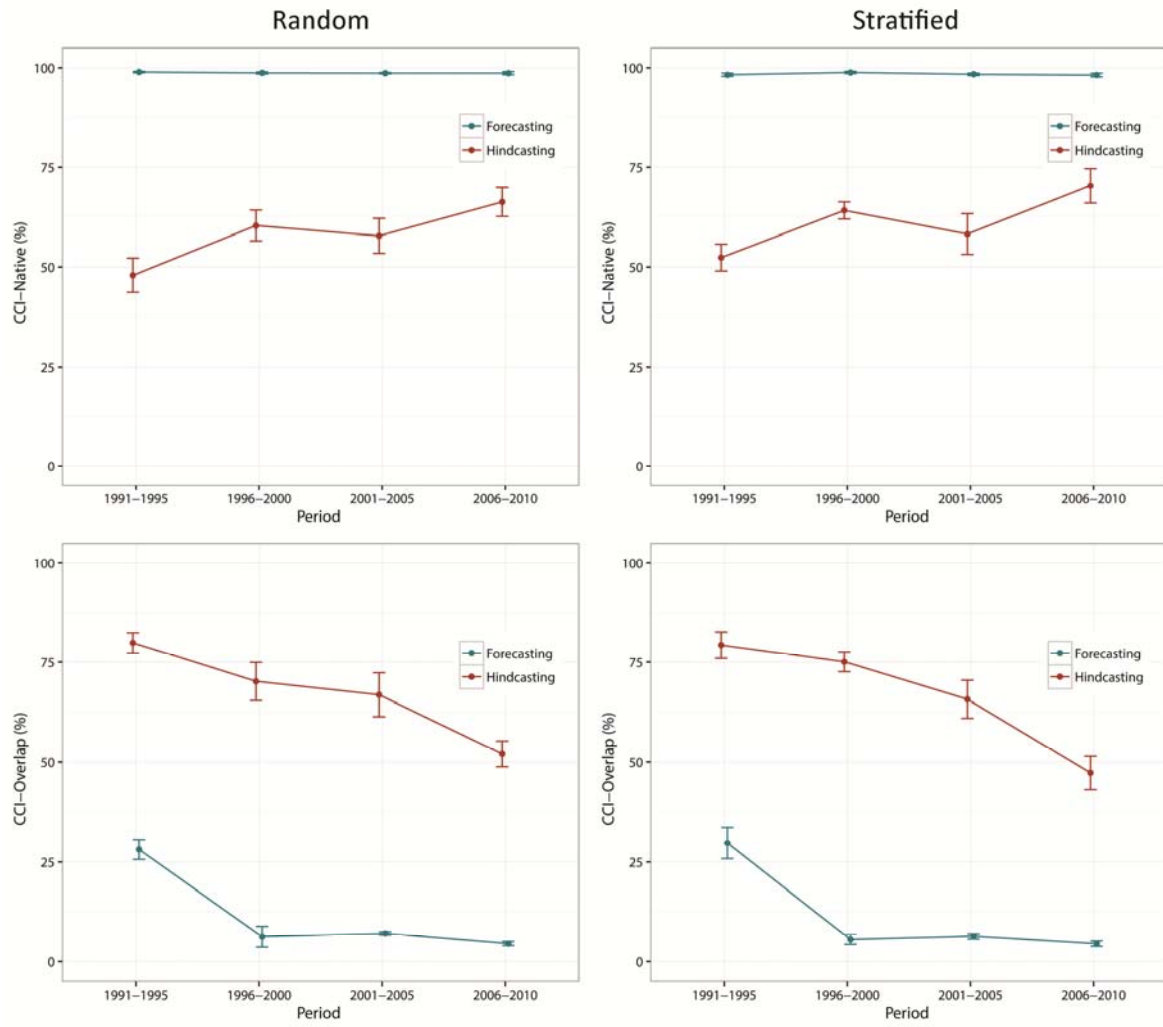 Random
Stratified
100
75
50
25
0
CCI–Native (%)
Forecasting
Hindcasting
1991–1995
1996–2000
2001–2005
2006–2010
Period
100
75
50
25
0
CCI–Native (%)
Forecasting
Hindcasting
1991–1995
1996–2000
2001–2005
2006–2010
Period
100
75
50
25
0
CCI–Overlap (%)
Forecasting
Hindcasting
1991–1995
1996–2000
2001–2005
2006–2010
Period
100
75
50
25
0
CCI–Overlap (%)
Forecasting
Hindcasting
1991–1995
1996–2000
2001–2005
2006–2010
Period